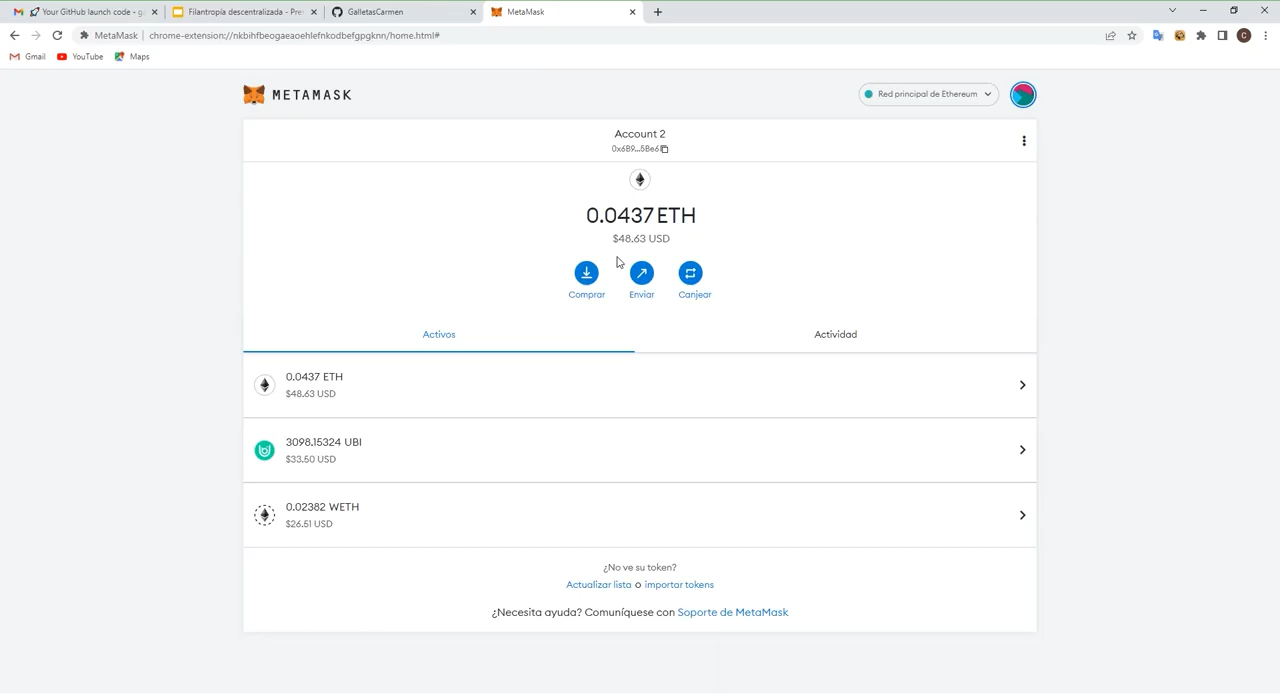 Your GitHub launch code - g
Filantropía descentralizada - Pre
GalletasCarmen
MetaMask
MetaMask
chrome-extension://nkbihfbeogaeaoehlefnkodbefgpgknn/home.html#
C
Gmail
YouTube
Maps
METAMASK
Red principal de Ethereum
Account 2
0x6B9...5Be6
0.0437 ETH
$48.63 USD
Comprar
Enviar
Canjear
Activos
Actividad
0.0437 ETH
$48.63 USD
3098.15324 UBI
$33.50 USD
0.02382 WETH
$26.51 USD
¿No ve su token?
Actualizar lista o importar tokens
¿Necesita ayuda? Comuníquese con Soporte de MetaMask